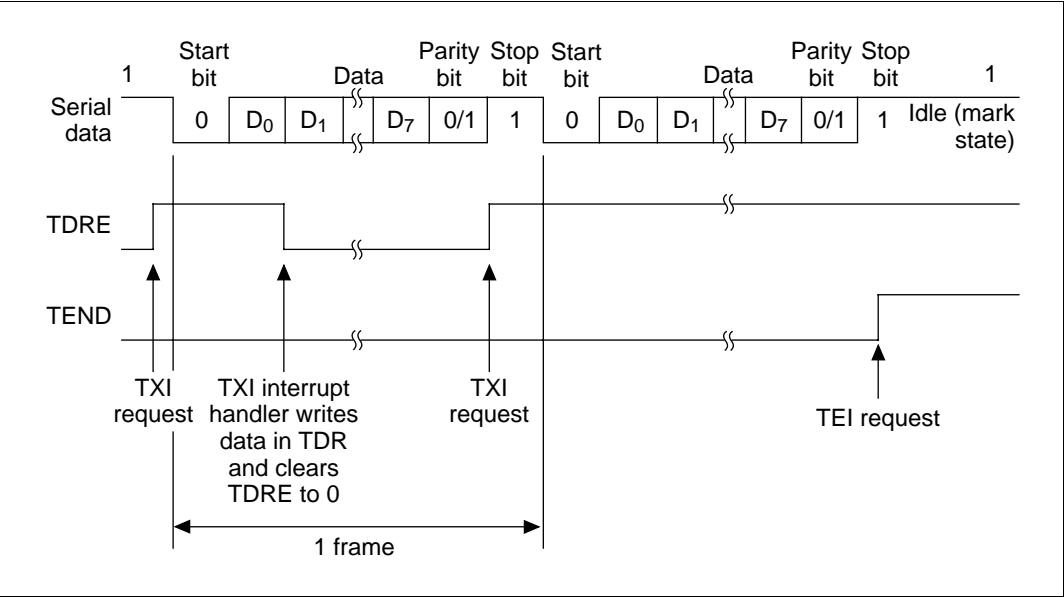 1
Start bit
Data
Parity bit
Stop bit
Start bit
Data
Parity bit
Stop bit
1
Serial data
0
D0
D1
D7
0/1
1
0
D0
D1
D7
0/1
1
Idle (mark state)
TDRE
TEND
TXI request
TXI interrupt
handler writes
data in TDR
and clears
TDRE to 0
TXI request
TEI request
1 frame